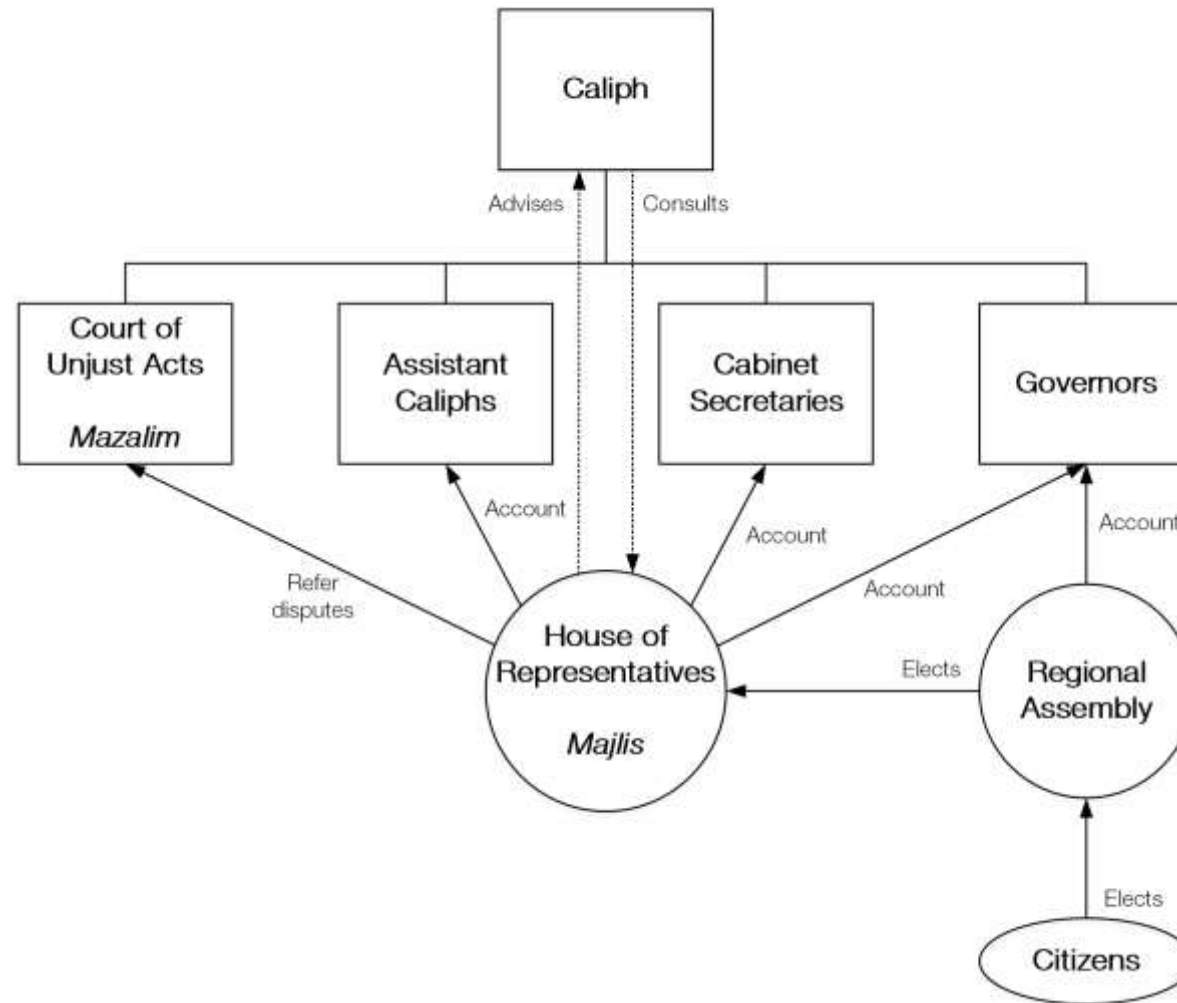 Caliph
Advises
Consults
Court of
Unjust Acts
Mazalim
Assistant
Caliphs
Cabinet
Secretaries
Governors
Account
Account
Account
Account
Refer
disputes
House of
Representatives
Majlis
Elects
Regional
Assembly
Elects
Citizens